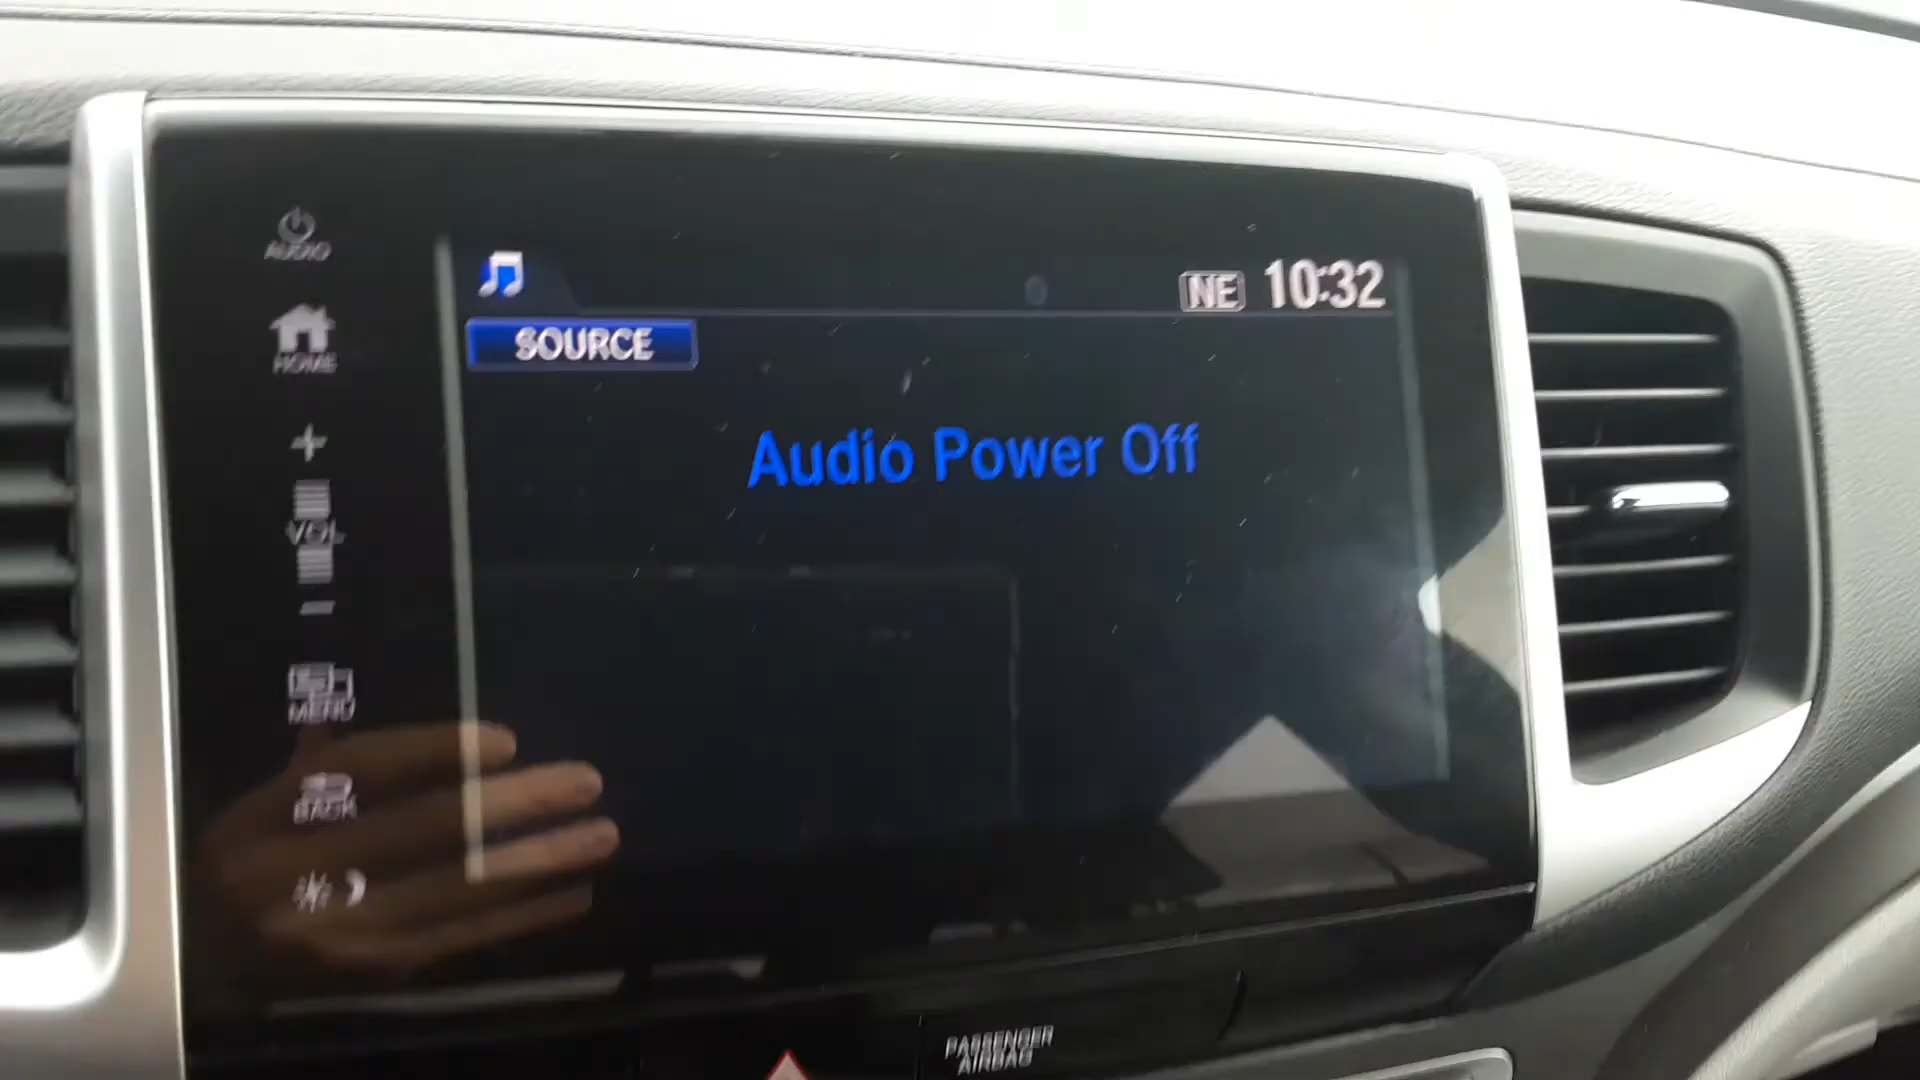 AUDIO
HOME
VOL
MENU
BACK
NE 10:32
SOURCE
Audio Power Off
PASSENGER
AIRBAG